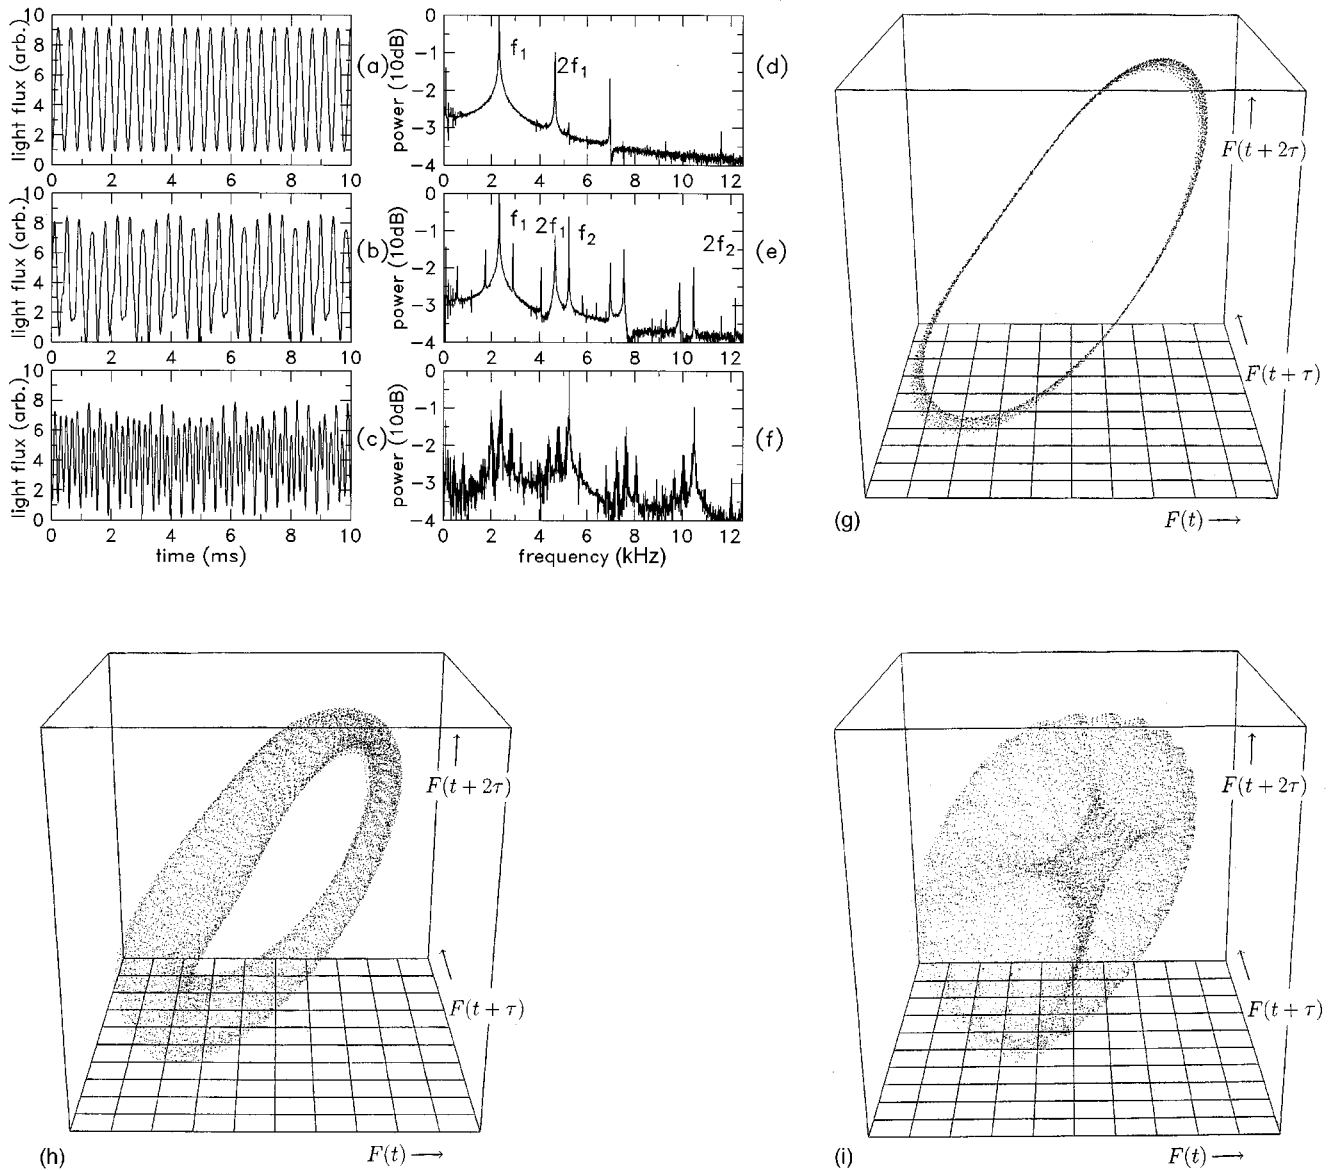 light flux (arb.)
10
8
6
4
2
0
0 2 4 6 8 10
(a)
power (10dB)
0
−1
−2
−3
−4
f₁
2f₁
0 2 4 6 8 10 12
(d)
light flux (arb.)
10
8
6
4
2
0
0 2 4 6 8 10
(b)
power (10dB)
0
−1
−2
−3
−4
f₁ 2f₁ f₂
2f₂
0 2 4 6 8 10 12
(e)
light flux (arb.)
10
8
6
4
2
0
0 2 4 6 8 10
time (ms)
(c)
power (10dB)
0
−1
−2
−3
−4
0 2 4 6 8 10 12
frequency (kHz)
(f)
F(t + 2τ)
F(t + τ)
F(t) →
(g)
F(t + 2τ)
F(t + τ)
F(t) →
(h)
F(t + 2τ)
F(t + τ)
F(t) →
(i)